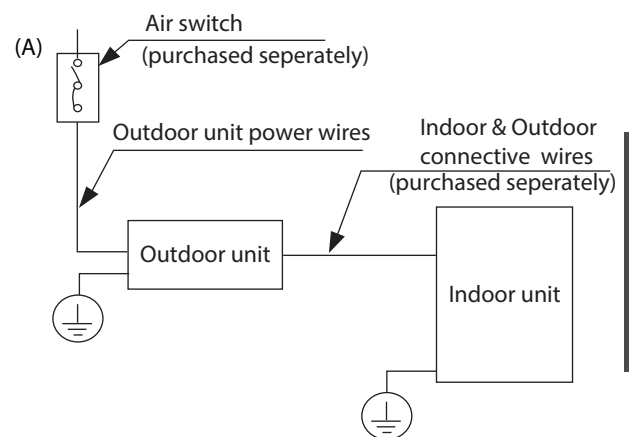 (A)
Air switch
(purchased seperately)
Outdoor unit power wires
Indoor & Outdoor
connective wires
(purchased seperately)
Outdoor unit
Indoor unit